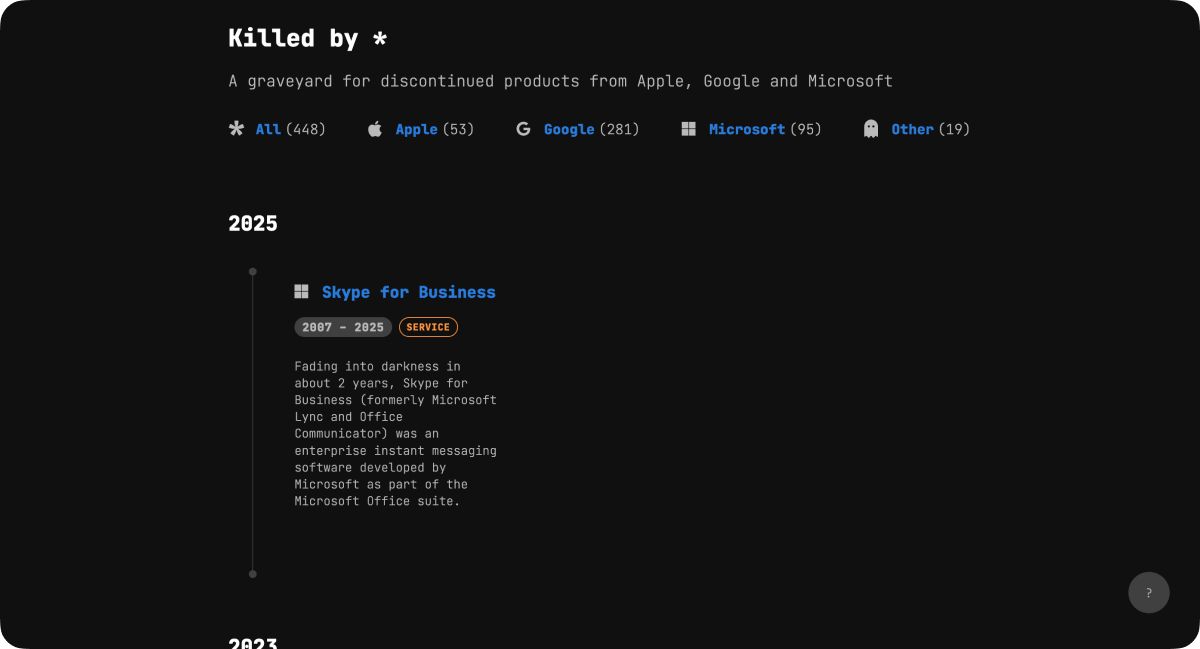 Killed by *
A graveyard for discontinued products from Apple, Google and Microsoft
All (448) Apple (53) Google (281) Microsoft (95) Other (19)
2025
Skype for Business
2007 – 2025 SERVICE
Fading into darkness in
about 2 years, Skype for
Business (formerly Microsoft
Lync and Office
Communicator) was an
enterprise instant messaging
software developed by
Microsoft as part of the
Microsoft Office suite.
?
2023